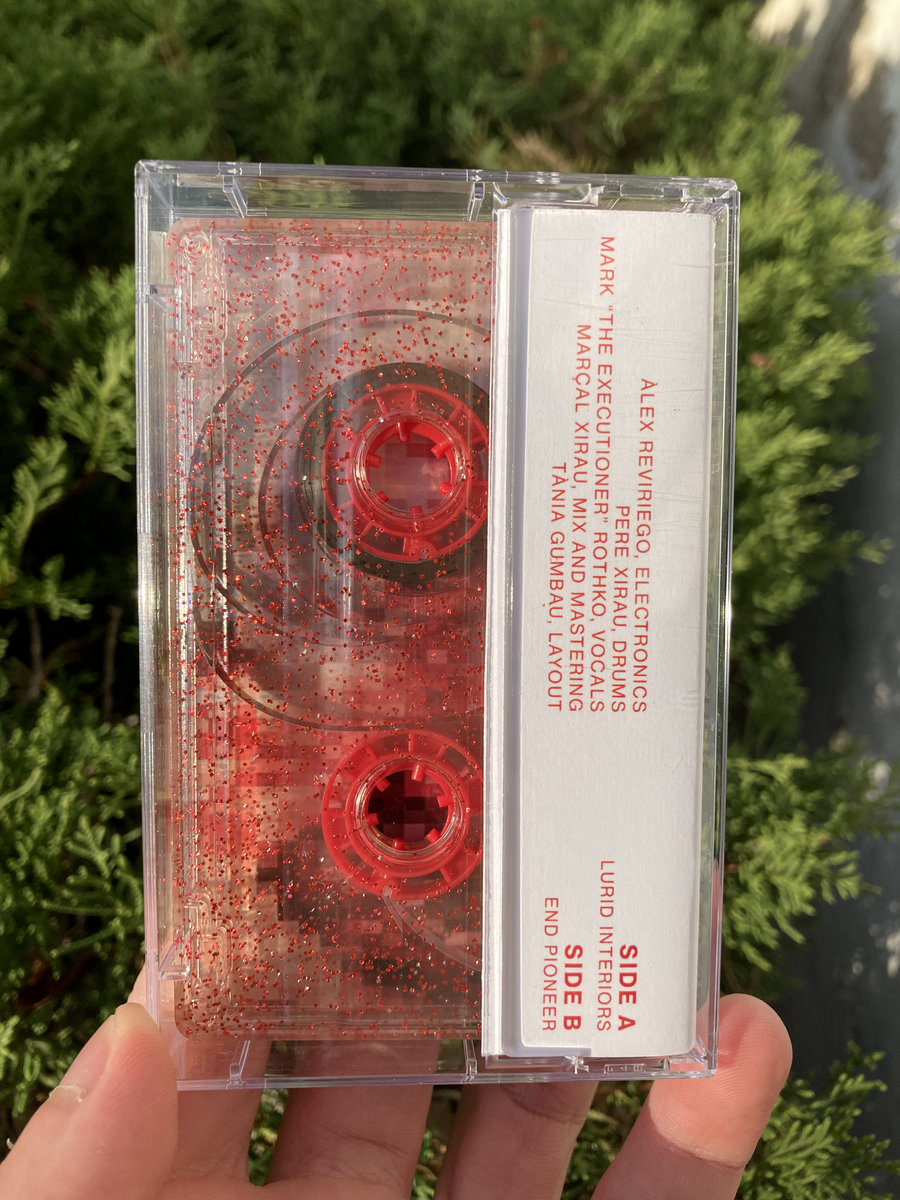 ÀLEX REVIRIEGO, ELECTRONICS
PERE XIRAU, DRUMS
MARK “THE EXECUTIONER” ROTHKO, VOCALS
MARÇAL XIRAU, MIX AND MASTERING
TÀNIA GUMBAU, LAYOUT
SIDE A
LURID INTERIORS
SIDE B
END PIONEER